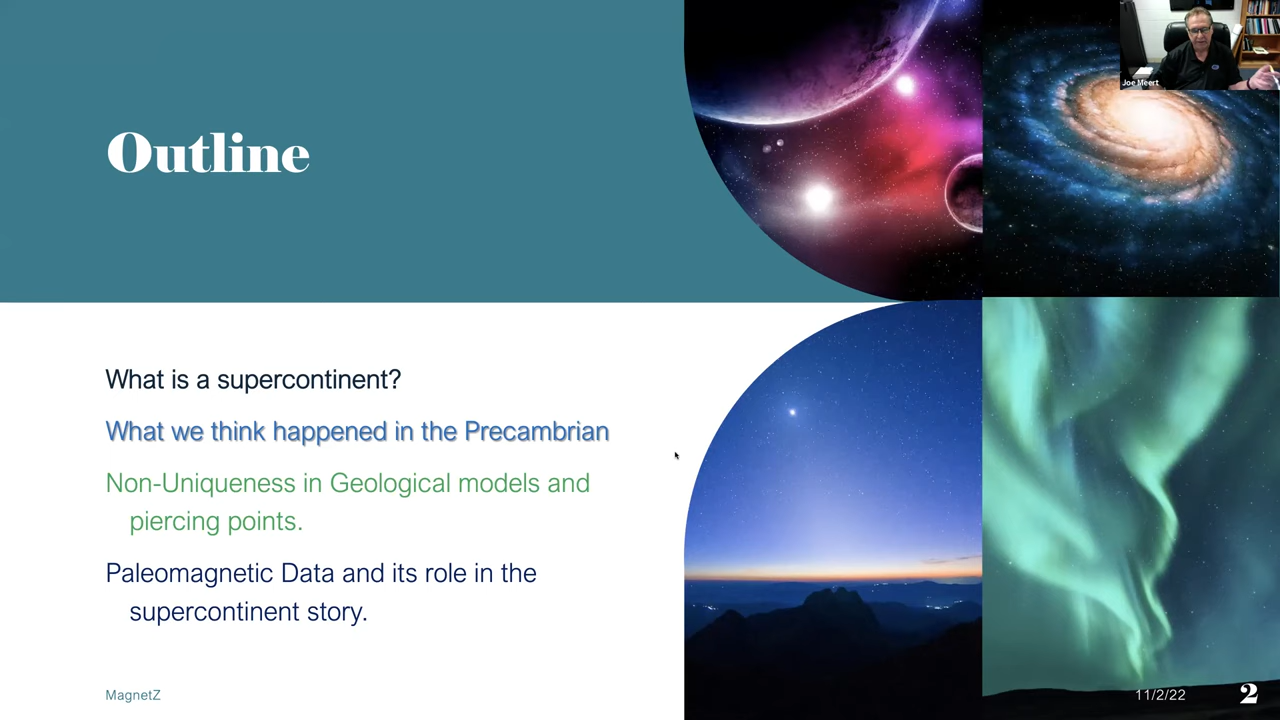 Joe Meert
Outline
What is a supercontinent?
What we think happened in the Precambrian
Non-Uniqueness in Geological models and
piercing points.
Paleomagnetic Data and its role in the
supercontinent story.
MagnetZ
11/2/22
2